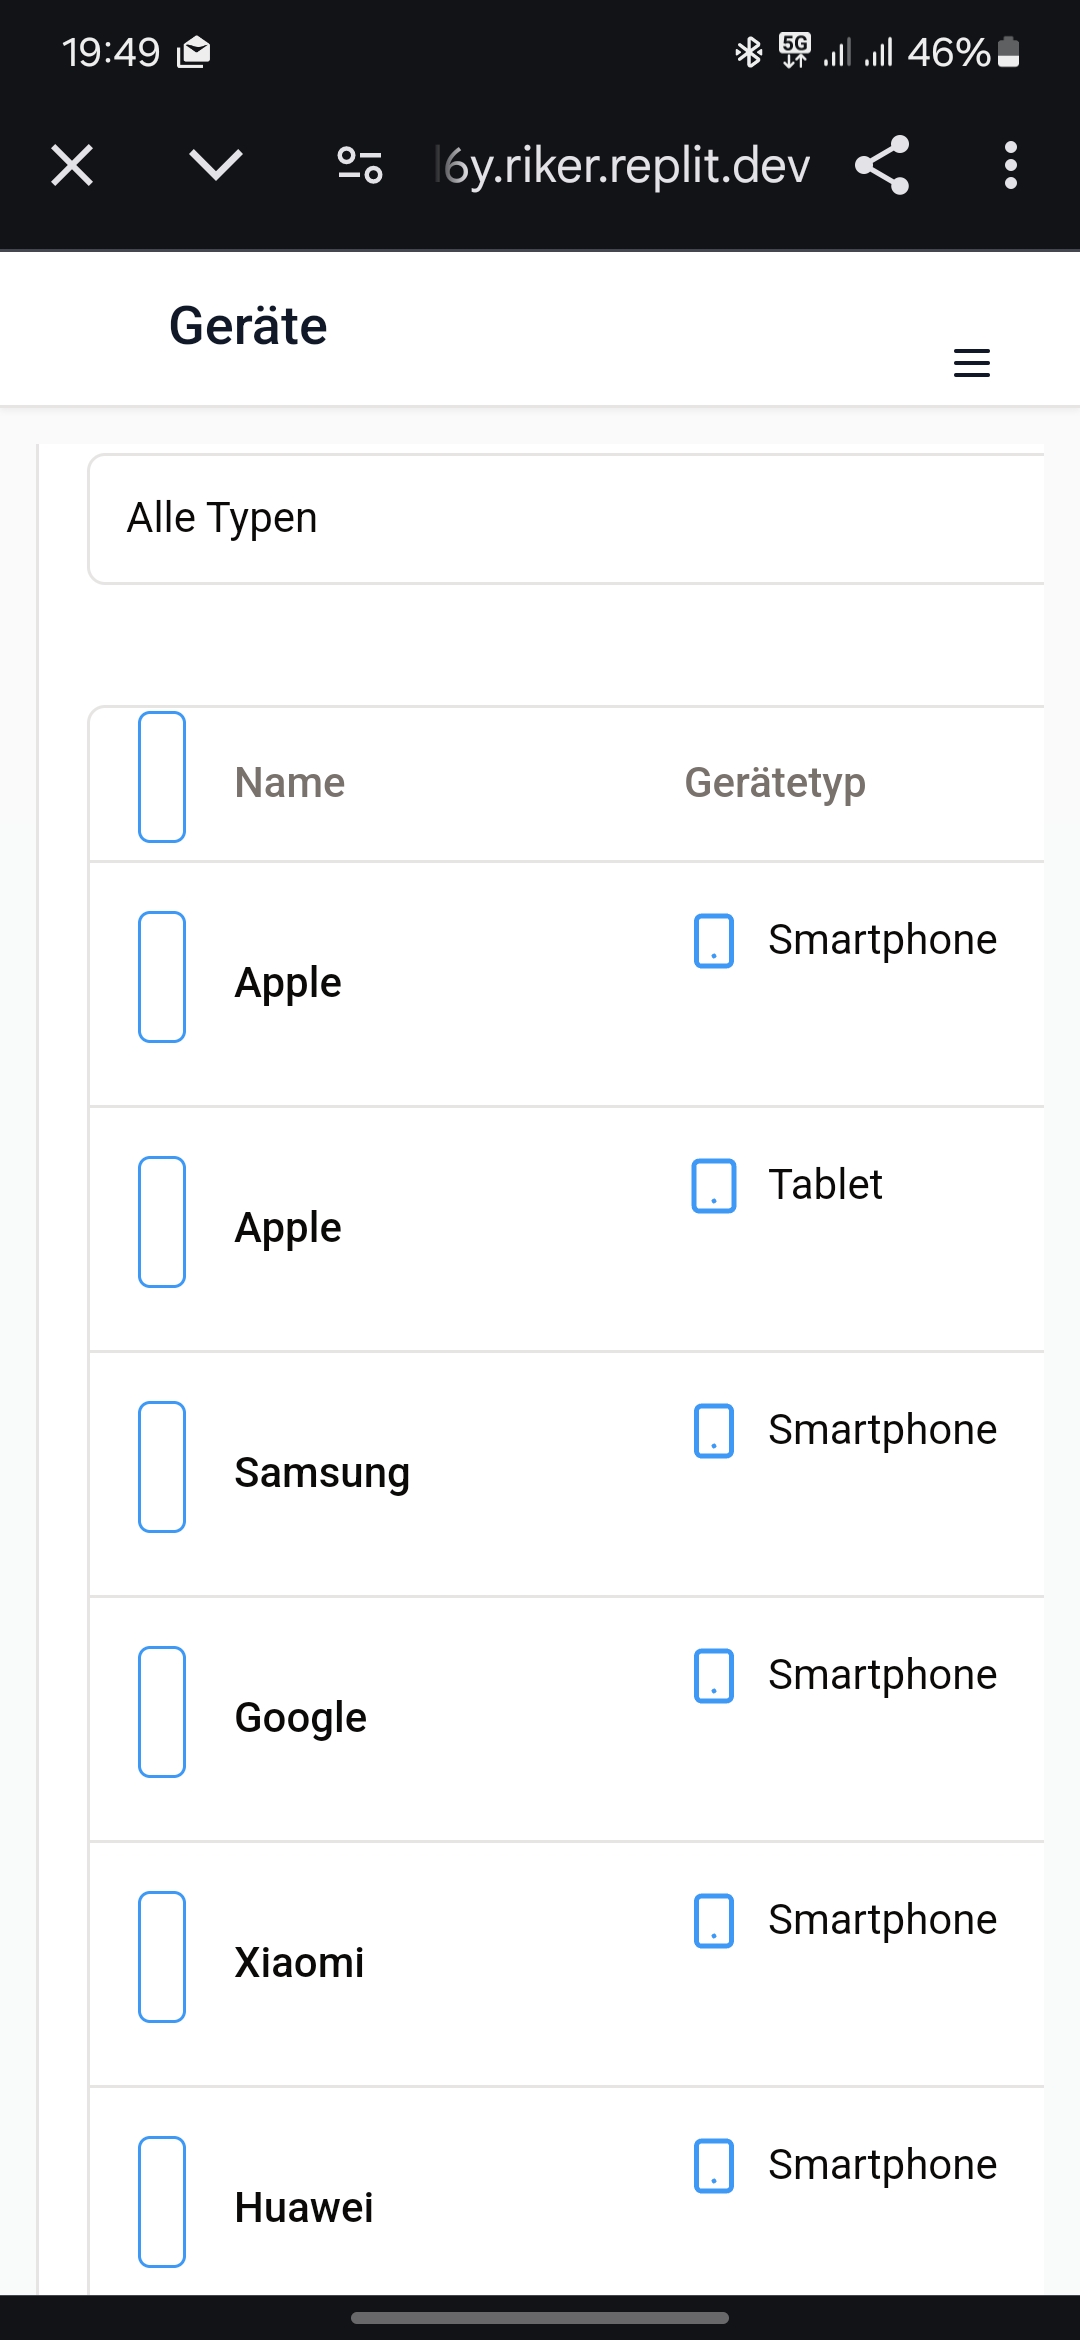 19:49
5G 46%
l6y.riker.replit.dev
Geräte
Alle Typen
Name Gerätetyp
Apple Smartphone
Apple Tablet
Samsung Smartphone
Google Smartphone
Xiaomi Smartphone
Huawei Smartphone